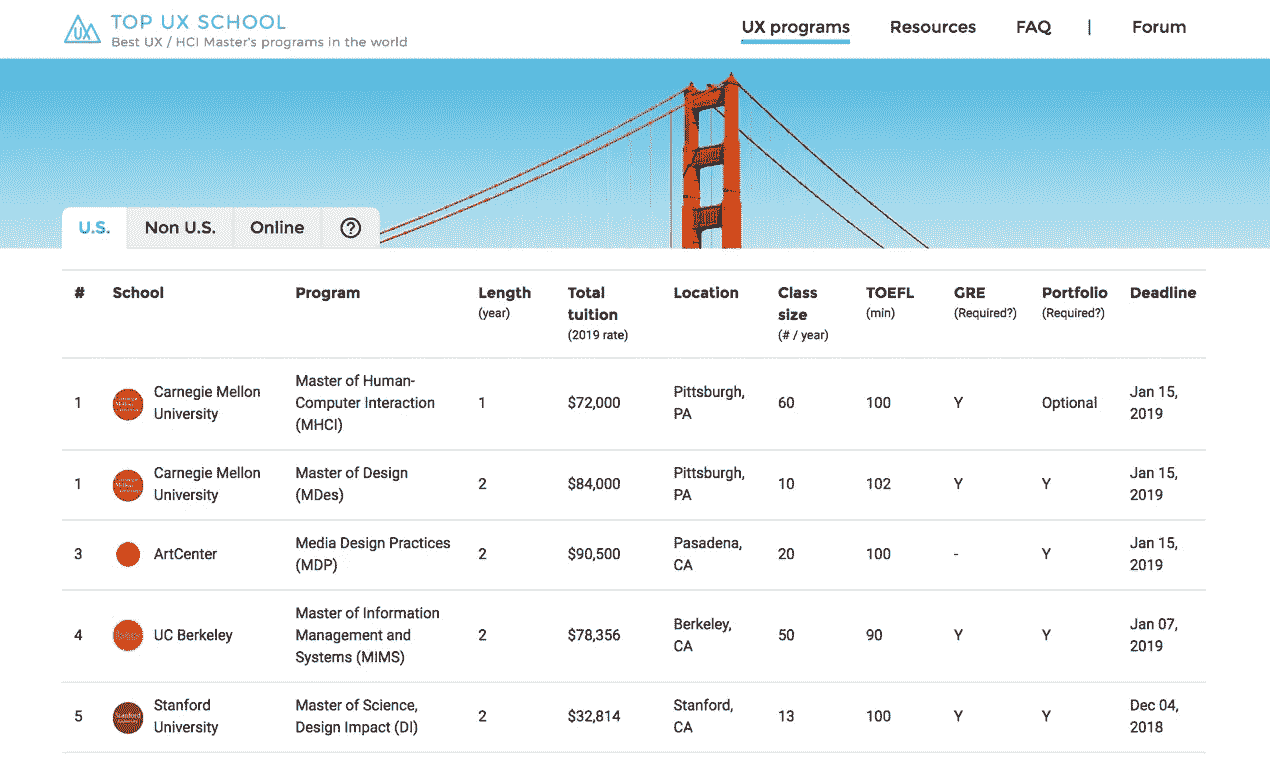 UX
TOP UX SCHOOL
Best UX / HCI Master's programs in the world
UX programs
Resources
FAQ
|
Forum
U.S.
Non U.S.
Online
?
# School Program Length (year) Total tuition (2019 rate) Location Class size (# / year) TOEFL (min) GRE (Required?) Portfolio (Required?) Deadline
1
Carnegie Mellon
University
Master of Human-
Computer Interaction
(MHCI)
1
$72,000
Pittsburgh,
PA
60
100
Y
Optional
Jan 15,
2019
1
Carnegie Mellon
University
Master of Design
(MDes)
2
$84,000
Pittsburgh,
PA
10
102
Y
Y
Jan 15,
2019
3
ArtCenter
Media Design Practices
(MDP)
2
$90,500
Pasadena,
CA
20
100
-
Y
Jan 15,
2019
4
UC Berkeley
Master of Information
Management and
Systems (MIMS)
2
$78,356
Berkeley,
CA
50
90
Y
Y
Jan 07,
2019
5
Stanford
University
Stanford
University
Master of Science,
Design Impact (DI)
2
$32,814
Stanford,
CA
13
100
Y
Y
Dec 04,
2018